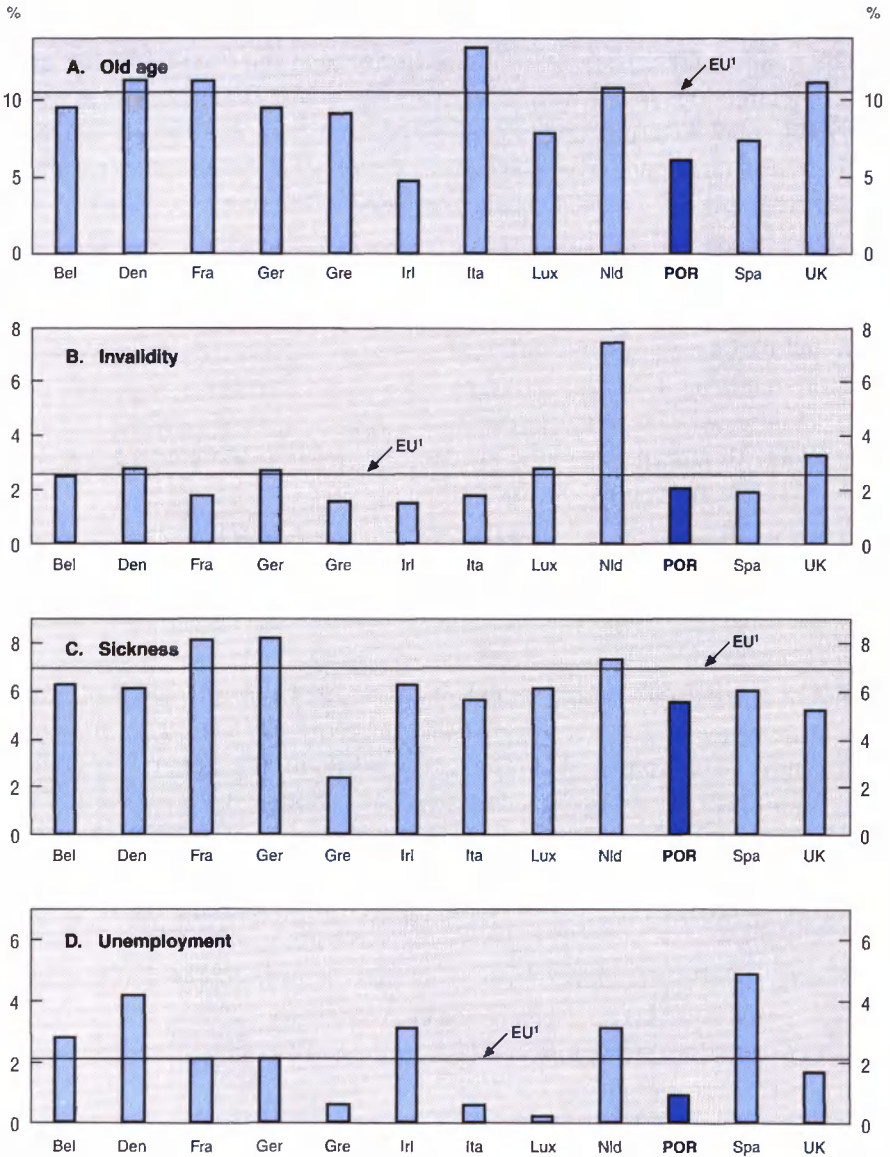 % %
A. Old age
EU¹
10 10
5 5
0 0
Bel Den Fra Ger Gre Irl Ita Lux Nld POR Spa UK
8 8
B. Invalidity
6 6
4 4
EU¹
2 2
0 0
Bel Den Fra Ger Gre Irl Ita Lux Nld POR Spa UK
8 8
C. Sickness
EU¹
6 6
4 4
2 2
0 0
Bel Den Fra Ger Gre Irl Ita Lux Nld POR Spa UK
6 6
D. Unemployment
4 4
EU¹
2 2
0 0
Bel Den Fra Ger Gre Irl Ita Lux Nld POR Spa UK